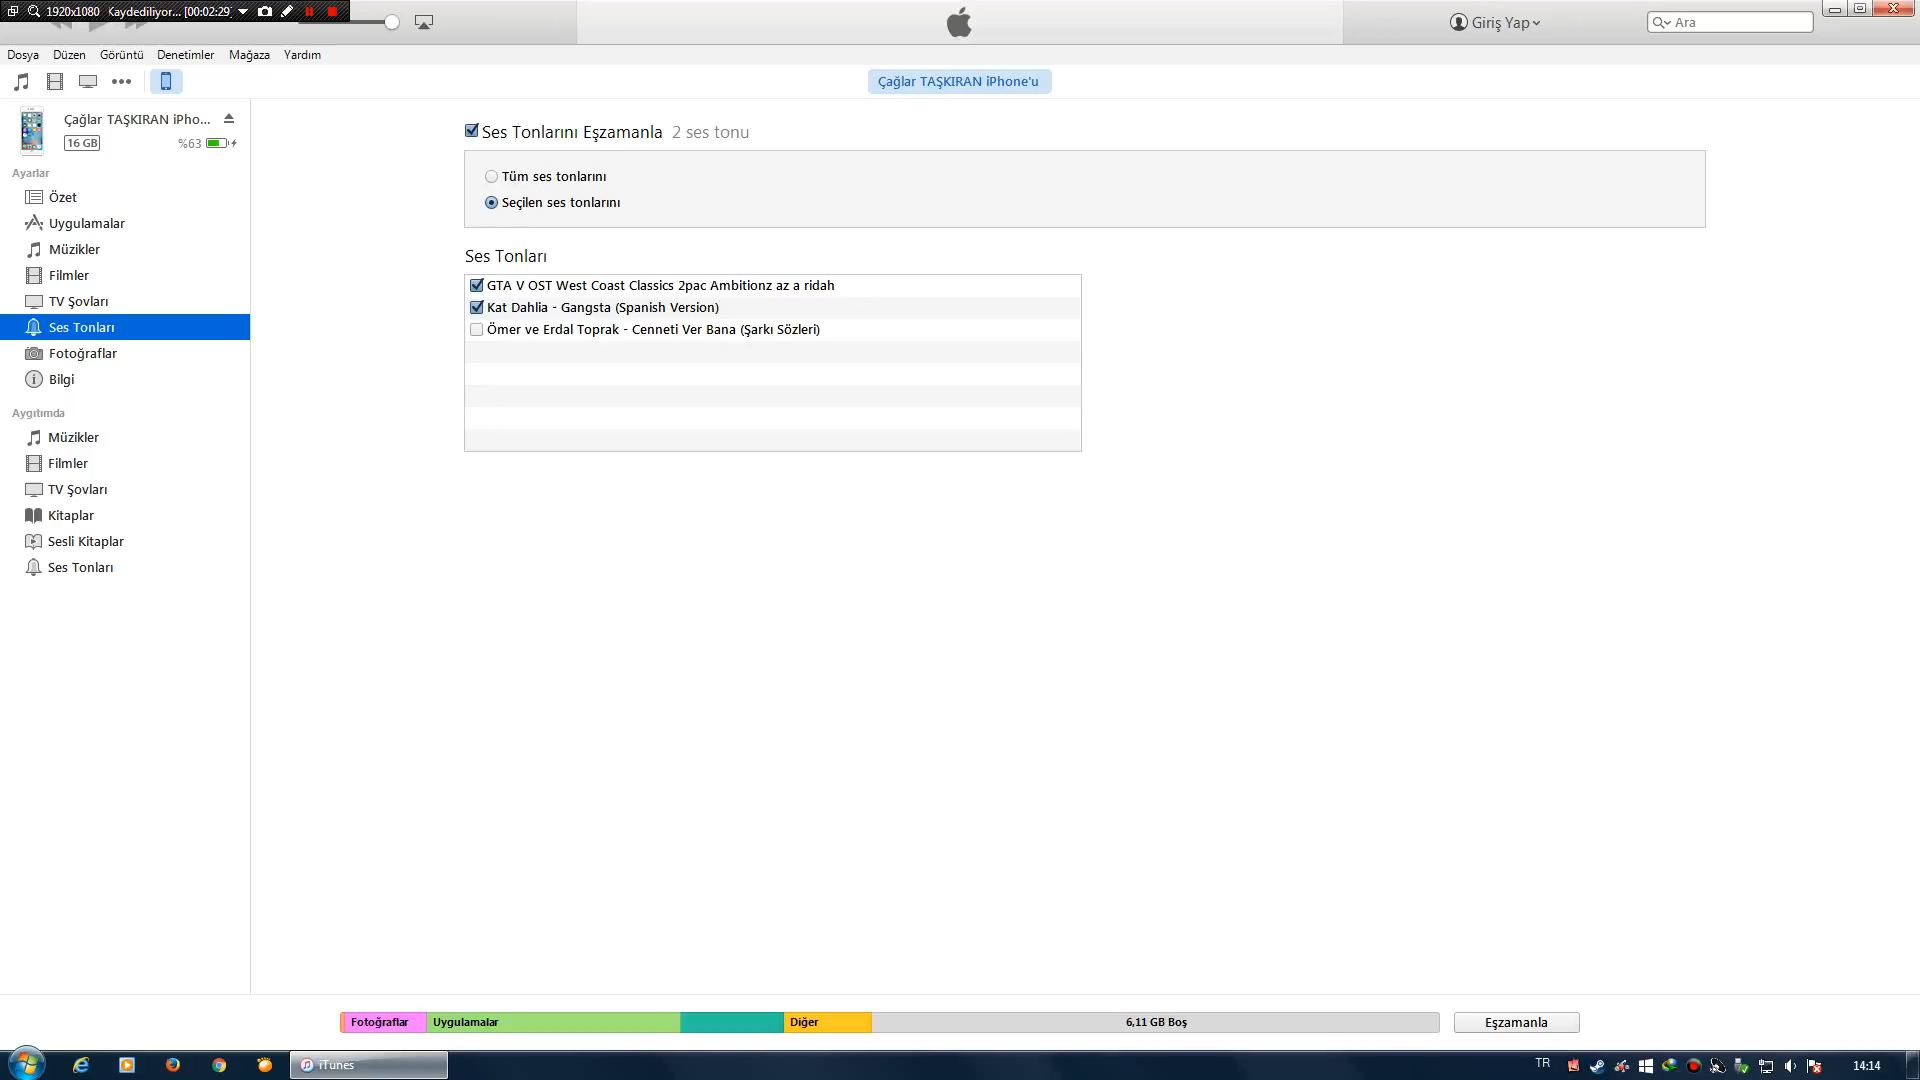 1920x1080 Kaydediliyor... [00:02:29]
Giriş Yap
Ara
Dosya Düzen Görüntü Denetimler Mağaza Yardım
Çağlar TAŞKIRAN iPhone'u
Çağlar TAŞKIRAN iPho...
16 GB %63
Ayarlar
Özet
Uygulamalar
Müzikler
Filmler
TV Şovları
Ses Tonları
Fotoğraflar
Bilgi
Aygıtımda
Müzikler
Filmler
TV Şovları
Kitaplar
Sesli Kitaplar
Ses Tonları
Ses Tonlarını Eşzamanla 2 ses tonu
Tüm ses tonlarını
Seçilen ses tonlarını
Ses Tonları
GTA V OST West Coast Classics 2pac Ambitionz az a ridah
Kat Dahlia - Gangsta (Spanish Version)
Ömer ve Erdal Toprak - Cenneti Ver Bana (Şarkı Sözleri)
Fotoğraflar Uygulamalar Diğer 6,11 GB Boş Eşzamanla
iTunes TR 14:14